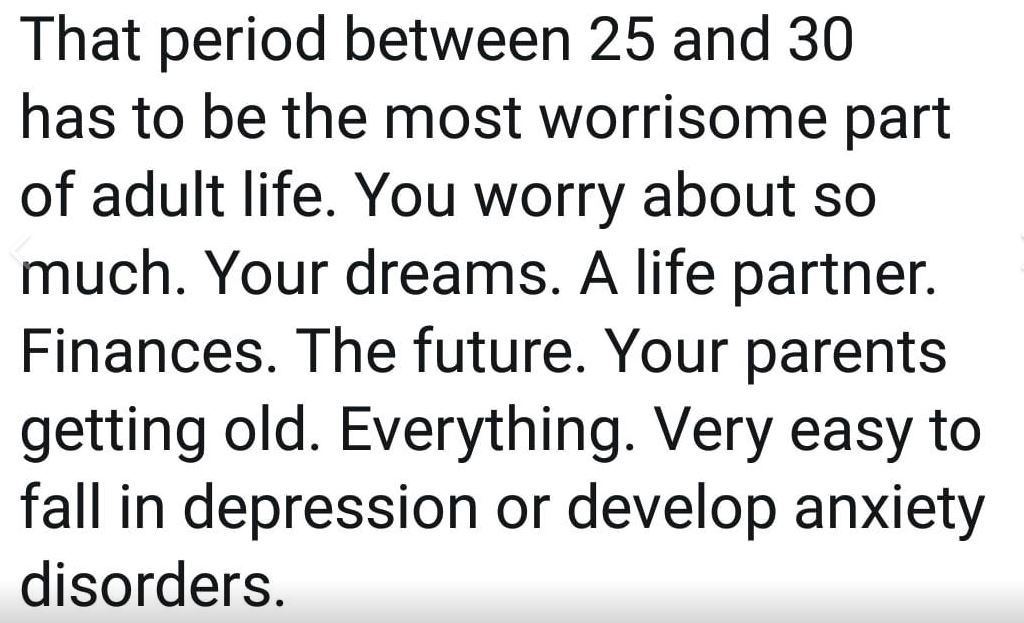 That period between 25 and 30
has to be the most worrisome part
of adult life. You worry about so
much. Your dreams. A life partner.
Finances. The future. Your parents
getting old. Everything. Very easy to
fall in depression or develop anxiety
disorders.